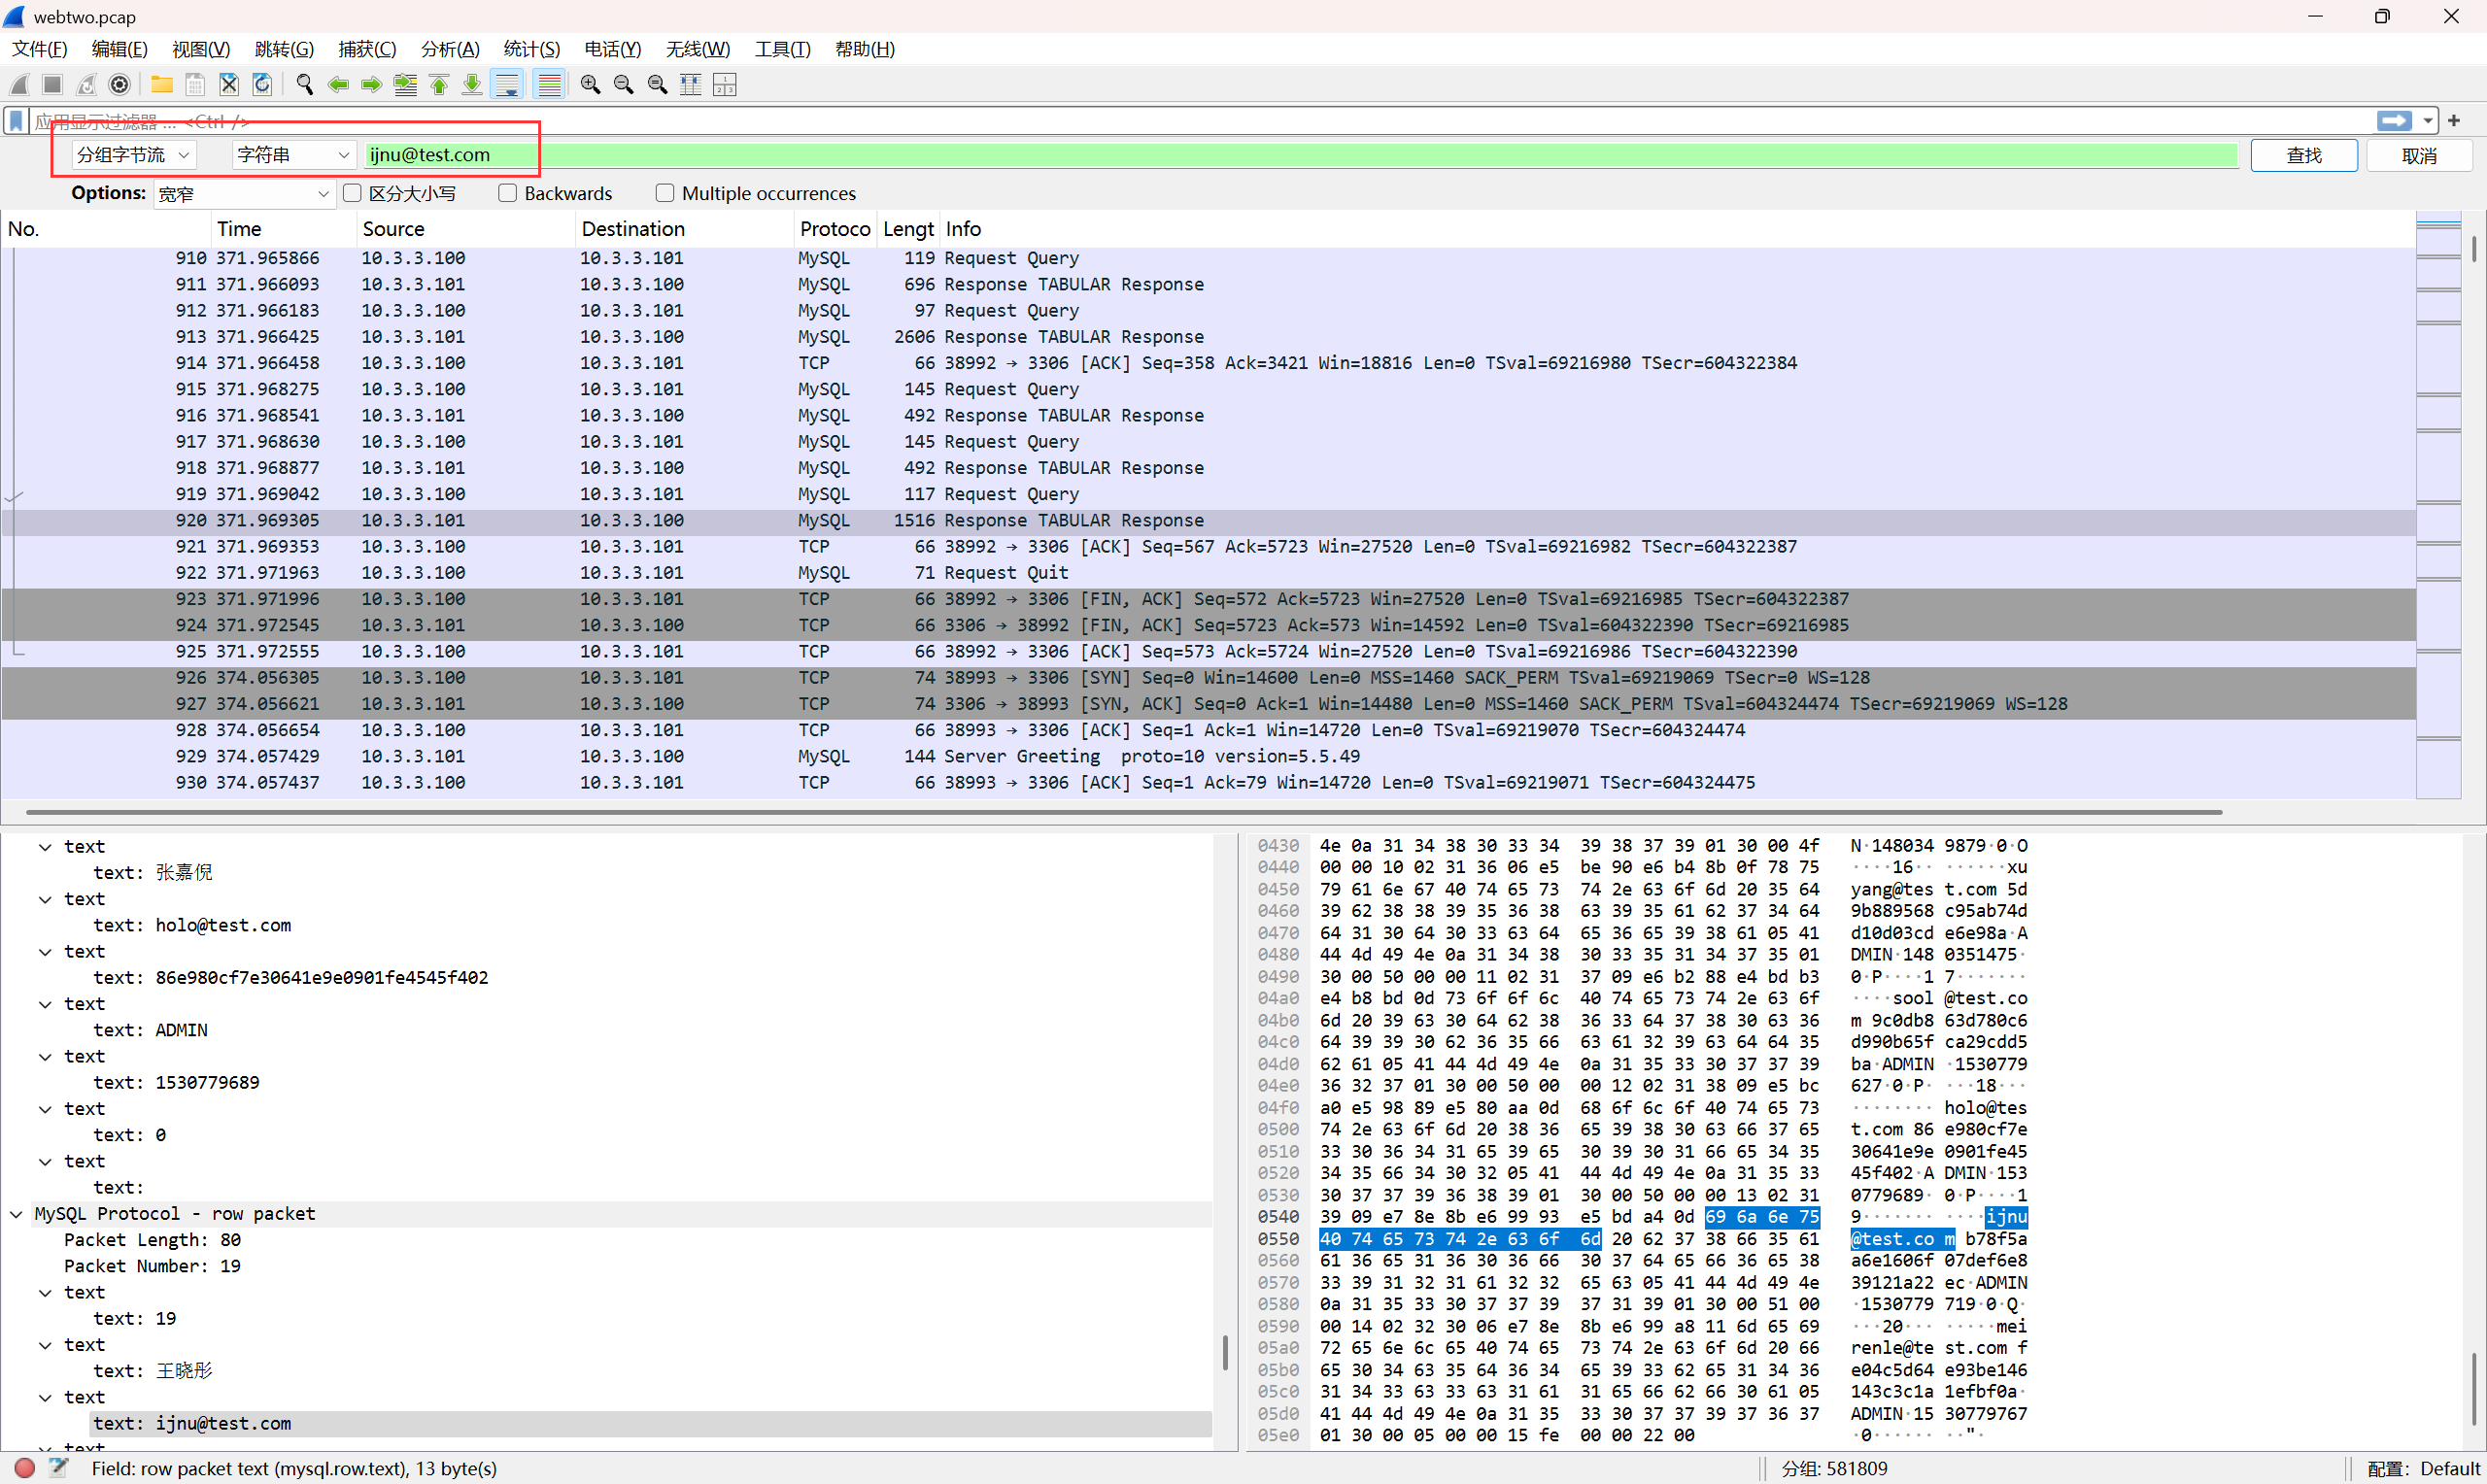 webtwo.pcap
文件(F) 编辑(E) 视图(V) 跳转(G) 捕获(C) 分析(A) 统计(S) 电话(Y) 无线(W) 工具(T) 帮助(H)
应用显示过滤器 … <Ctrl-/>
分组字节流 字符串 ijnu@test.com 查找 取消
Options: 宽窄 区分大小写 Backwards Multiple occurrences
No. Time Source Destination Protoco Lengt Info
910 371.965866 10.3.3.100 10.3.3.101 MySQL 119 Request Query
911 371.966093 10.3.3.101 10.3.3.100 MySQL 696 Response TABULAR Response
912 371.966183 10.3.3.100 10.3.3.101 MySQL 97 Request Query
913 371.966425 10.3.3.101 10.3.3.100 MySQL 2606 Response TABULAR Response
914 371.966458 10.3.3.100 10.3.3.101 TCP 66 38992 → 3306 [ACK] Seq=358 Ack=3421 Win=18816 Len=0 TSval=69216980 TSecr=604322384
915 371.968275 10.3.3.100 10.3.3.101 MySQL 145 Request Query
916 371.968541 10.3.3.101 10.3.3.100 MySQL 492 Response TABULAR Response
917 371.968630 10.3.3.100 10.3.3.101 MySQL 145 Request Query
918 371.968877 10.3.3.101 10.3.3.100 MySQL 492 Response TABULAR Response
919 371.969042 10.3.3.100 10.3.3.101 MySQL 117 Request Query
920 371.969305 10.3.3.101 10.3.3.100 MySQL 1516 Response TABULAR Response
921 371.969353 10.3.3.100 10.3.3.101 TCP 66 38992 → 3306 [ACK] Seq=567 Ack=5723 Win=27520 Len=0 TSval=69216982 TSecr=604322387
922 371.971963 10.3.3.100 10.3.3.101 MySQL 71 Request Quit
923 371.971996 10.3.3.100 10.3.3.101 TCP 66 38992 → 3306 [FIN, ACK] Seq=572 Ack=5723 Win=27520 Len=0 TSval=69216985 TSecr=604322387
924 371.972545 10.3.3.101 10.3.3.100 TCP 66 3306 → 38992 [FIN, ACK] Seq=5723 Ack=573 Win=14592 Len=0 TSval=604322390 TSecr=69216985
925 371.972555 10.3.3.100 10.3.3.101 TCP 66 38992 → 3306 [ACK] Seq=573 Ack=5724 Win=27520 Len=0 TSval=69216986 TSecr=604322390
926 374.056305 10.3.3.100 10.3.3.101 TCP 74 38993 → 3306 [SYN] Seq=0 Win=14600 Len=0 MSS=1460 SACK_PERM TSval=69219069 TSecr=0 WS=128
927 374.056621 10.3.3.101 10.3.3.100 TCP 74 3306 → 38993 [SYN, ACK] Seq=0 Ack=1 Win=14480 Len=0 MSS=1460 SACK_PERM TSval=604324474 TSecr=69219069 WS=128
928 374.056654 10.3.3.100 10.3.3.101 TCP 66 38993 → 3306 [ACK] Seq=1 Ack=1 Win=14720 Len=0 TSval=69219070 TSecr=604324474
929 374.057429 10.3.3.101 10.3.3.100 MySQL 144 Server Greeting proto=10 version=5.5.49
930 374.057437 10.3.3.100 10.3.3.101 TCP 66 38993 → 3306 [ACK] Seq=1 Ack=79 Win=14720 Len=0 TSval=69219071 TSecr=604324475
text
text: 张嘉倪
text
text: holo@test.com
text
text: 86e980cf7e30641e9e0901fe4545f402
text
text: ADMIN
text
text: 1530779689
text
text: 0
text
text:
MySQL Protocol - row packet
Packet Length: 80
Packet Number: 19
text
text: 19
text
text: 王晓彤
text
text: ijnu@test.com
text
0430 4e 0a 31 34 38 30 33 34 39 38 37 39 01 30 00 4f N·148034 9879·0·O
0440 00 00 10 02 31 36 06 e5 be 90 e6 b4 8b 0f 78 75 ····16·· ······xu
0450 79 61 6e 67 40 74 65 73 74 2e 63 6f 6d 20 35 64 yang@tes t.com 5d
0460 39 62 38 38 39 35 36 38 63 39 35 61 62 37 34 64 9b889568 c95ab74d
0470 64 31 30 64 30 33 63 64 65 36 65 39 38 61 05 41 d10d03cd e6e98a·A
0480 44 4d 49 4e 0a 31 34 38 30 33 35 31 34 37 35 01 DMIN·148 0351475·
0490 30 00 50 00 00 11 02 31 37 09 e6 b2 88 e4 bd b3 0·P····1 7·······
04a0 e4 b8 bd 0d 73 6f 6f 6c 40 74 65 73 74 2e 63 6f ····sool @test.co
04b0 6d 20 39 63 30 64 62 38 36 33 64 37 38 30 63 36 m 9c0db8 63d780c6
04c0 64 39 39 30 62 36 35 66 63 61 32 39 63 64 64 35 d990b65f ca29cdd5
04d0 62 61 05 41 44 4d 49 4e 0a 31 35 33 30 37 37 39 ba·ADMIN ·1530779
04e0 36 32 37 01 30 00 50 00 00 12 02 31 38 09 e5 bc 627·0·P· ···18···
04f0 a0 e5 98 89 e5 80 aa 0d 68 6f 6c 6f 40 74 65 73 ········ holo@tes
0500 74 2e 63 6f 6d 20 38 36 65 39 38 30 63 66 37 65 t.com 86 e980cf7e
0510 33 30 36 34 31 65 39 65 30 39 30 31 66 65 34 35 30641e9e 0901fe45
0520 34 35 66 34 30 32 05 41 44 4d 49 4e 0a 31 35 33 45f402·A DMIN·153
0530 30 37 37 39 36 38 39 01 30 00 50 00 00 13 02 31 0779689· 0·P····1
0540 39 09 e7 8e 8b e6 99 93 e5 bd a4 0d 69 6a 6e 75 9······· ····ijnu
0550 40 74 65 73 74 2e 63 6f 6d 20 62 37 38 66 35 61 @test.co m b78f5a
0560 61 36 65 31 36 30 36 66 30 37 64 65 66 36 65 38 a6e1606f 07def6e8
0570 33 39 31 32 31 61 32 32 65 63 05 41 44 4d 49 4e 39121a22 ec·ADMIN
0580 0a 31 35 33 30 37 37 39 37 31 39 01 30 00 51 00 ·1530779 719·0·Q·
0590 00 14 02 32 30 06 e7 8e 8b e6 99 a8 11 6d 65 69 ···20··· ·····mei
05a0 72 65 6e 6c 65 40 74 65 73 74 2e 63 6f 6d 20 66 renle@te st.com f
05b0 65 30 34 63 35 64 36 34 65 39 33 62 65 31 34 36 e04c5d64 e93be146
05c0 31 34 33 63 33 63 31 61 31 65 66 62 66 30 61 05 143c3c1a 1efbf0a·
05d0 41 44 4d 49 4e 0a 31 35 33 30 37 37 39 37 36 37 ADMIN·15 30779767
05e0 01 30 00 05 00 00 15 fe 00 00 22 00 ·0······ ··"·
Field: row packet text (mysql.row.text), 13 byte(s) 分组: 581809 配置: Default